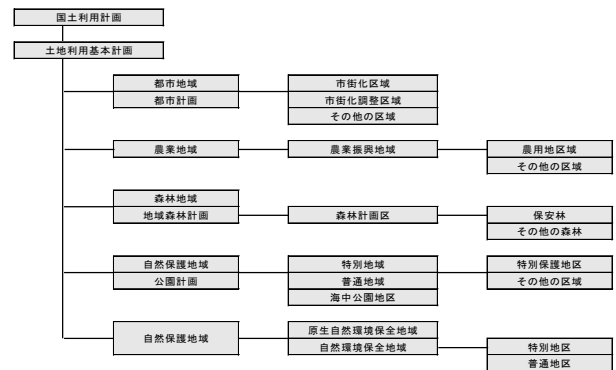 国土利用計画
土地利用基本計画
都市地域
都市計画
市街化区域
市街化調整区域
その他の区域
農業地域
農業振興地域
農用地区域
その他の区域
森林地域
地域森林計画
森林計画区
保安林
その他の森林
自然保護地域
公園計画
特別地域
普通地域
海中公園地区
特別保護地区
その他の区域
自然保護地域
原生自然環境保全地域
自然環境保全地域
特別地区
普通地区